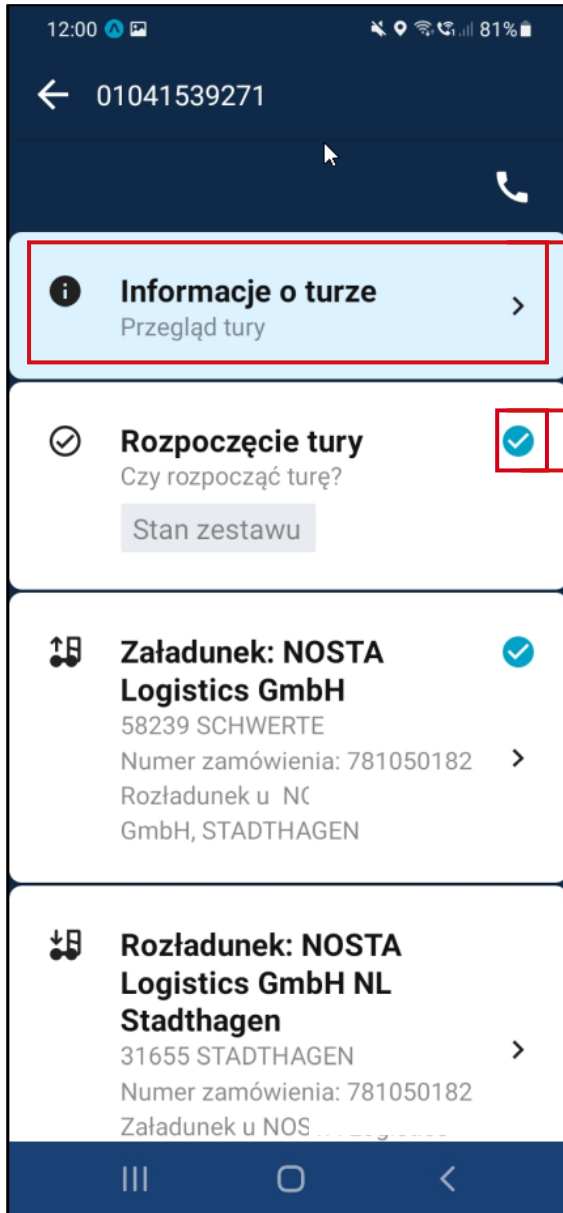 12:00 81%
01041539271
Informacje o turze
Przegląd tury
Rozpoczęcie tury
Czy rozpocząć turę?
Stan zestawu
Załadunek: NOSTA
Logistics GmbH
58239 SCHWERTE
Numer zamówienia: 781050182
Rozładunek u
GmbH, STADTHAGEN
Rozładunek: NOSTA
Logistics GmbH NL
Stadthagen
31655 STADTHAGEN
Numer zamówienia: 781050182
Załadunek u NOS